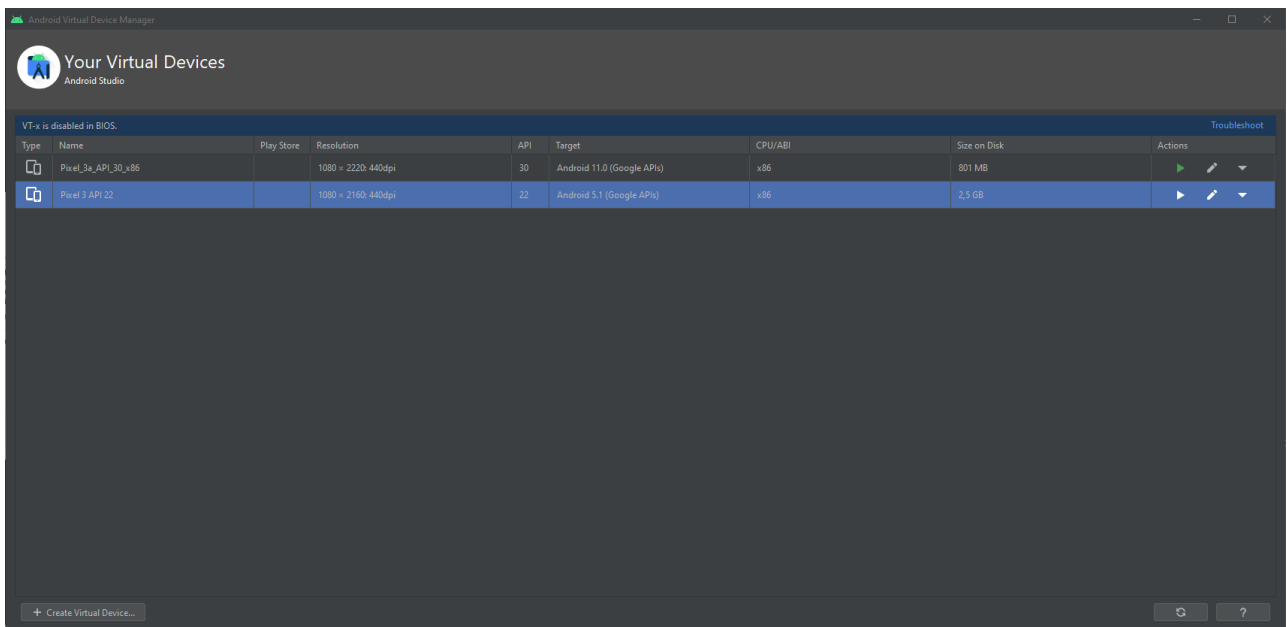 Android Virtual Device Manager
Your Virtual Devices
Android Studio
VT-x is disabled in BIOS. Troubleshoot
Type Name Play Store Resolution API Target CPU/ABI Size on Disk Actions
Pixel_3a_API_30_x86 1080 × 2220: 440dpi 30 Android 11.0 (Google APIs) x86 801 MB
Pixel 3 API 22 1080 × 2160: 440dpi 22 Android 5.1 (Google APIs) x86 2,5 GB
+ Create Virtual Device... ?